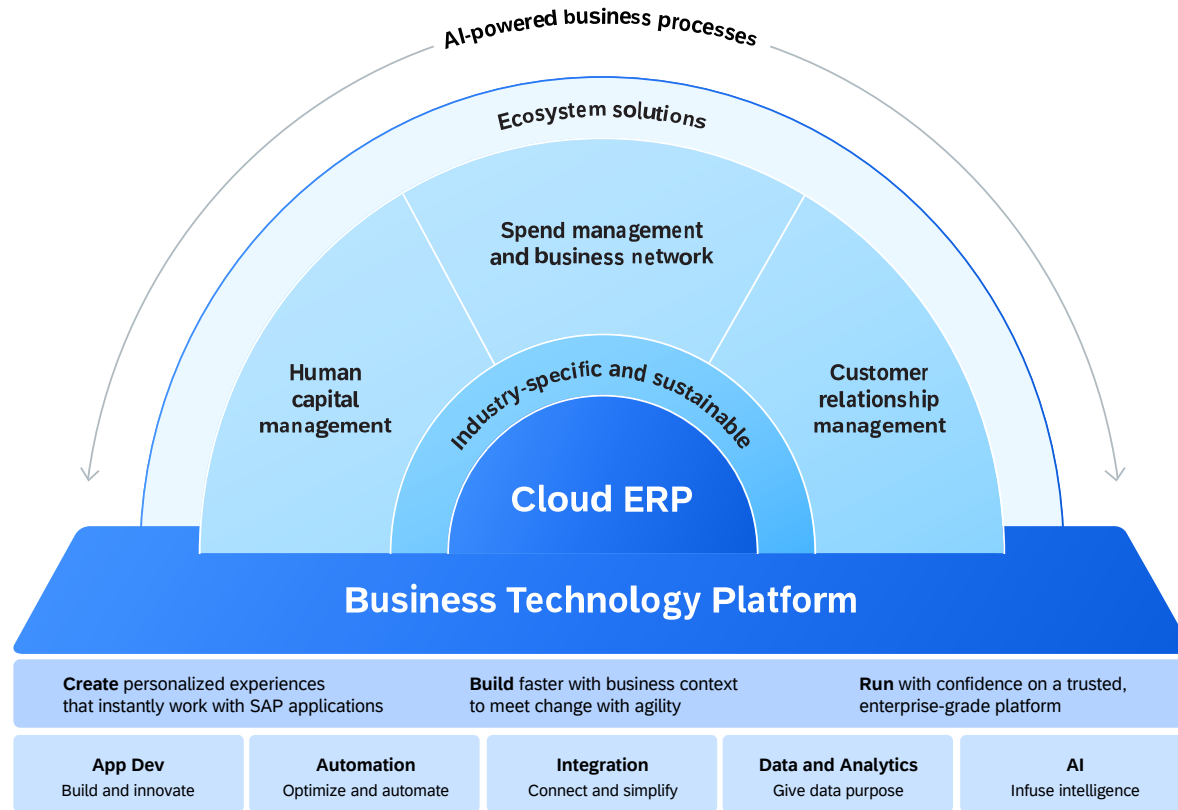 AI-powered business processes
Ecosystem solutions
Spend management
and business network
Human
capital
management
Customer
relationship
management
Industry-specific and sustainable
Cloud ERP
Business Technology Platform
Create personalized experiences
that instantly work with SAP applications
Build faster with business context
to meet change with agility
Run with confidence on a trusted,
enterprise-grade platform
App Dev
Build and innovate
Automation
Optimize and automate
Integration
Connect and simplify
Data and Analytics
Give data purpose
AI
Infuse intelligence